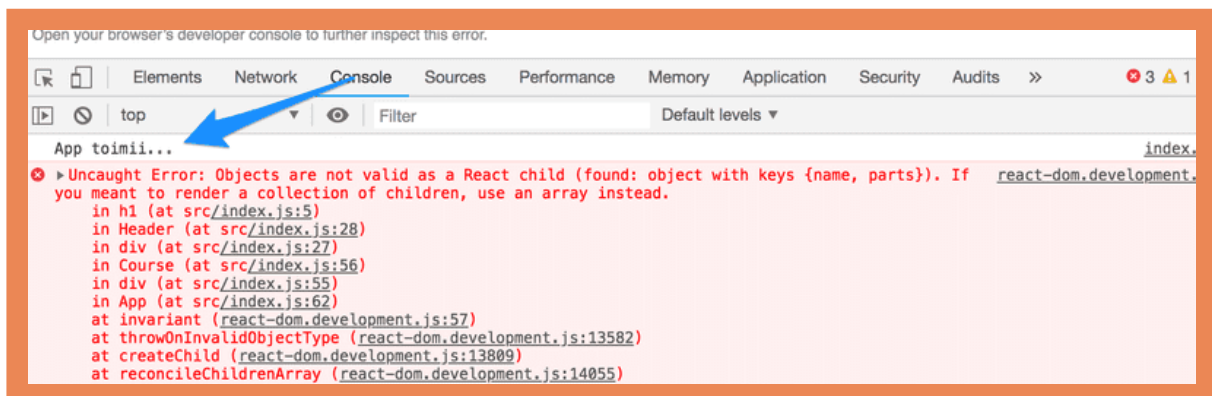 Open your browser's developer console to further inspect this error.
Elements Network Console Sources Performance Memory Application Security Audits » 3 1
top ▼ Filter Default levels ▼
App toimii... index.
▶Uncaught Error: Objects are not valid as a React child (found: object with keys {name, parts}). If react-dom.development.
you meant to render a collection of children, use an array instead.
in h1 (at src/index.js:5)
in Header (at src/index.js:28)
in div (at src/index.js:27)
in Course (at src/index.js:56)
in div (at src/index.js:55)
in App (at src/index.js:62)
at invariant (react-dom.development.js:57)
at throwOnInvalidObjectType (react-dom.development.js:13582)
at createChild (react-dom.development.js:13809)
at reconcileChildrenArray (react-dom.development.js:14055)